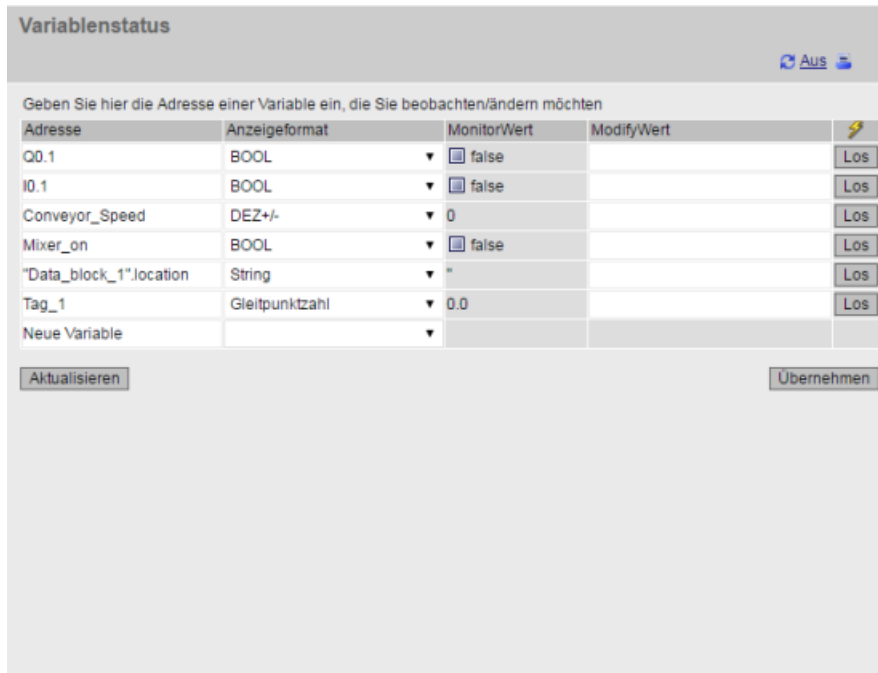 Variablenstatus
Aus
Geben Sie hier die Adresse einer Variable ein, die Sie beobachten/ändern möchten
Adresse Anzeigeformat MonitorWert ModifyWert
Q0.1 BOOL false Los
I0.1 BOOL false Los
Conveyor_Speed DEZ+/- 0 Los
Mixer_on BOOL false Los
"Data_block_1".location String '' Los
Tag_1 Gleitpunktzahl 0.0 Los
Neue Variable
Aktualisieren Übernehmen